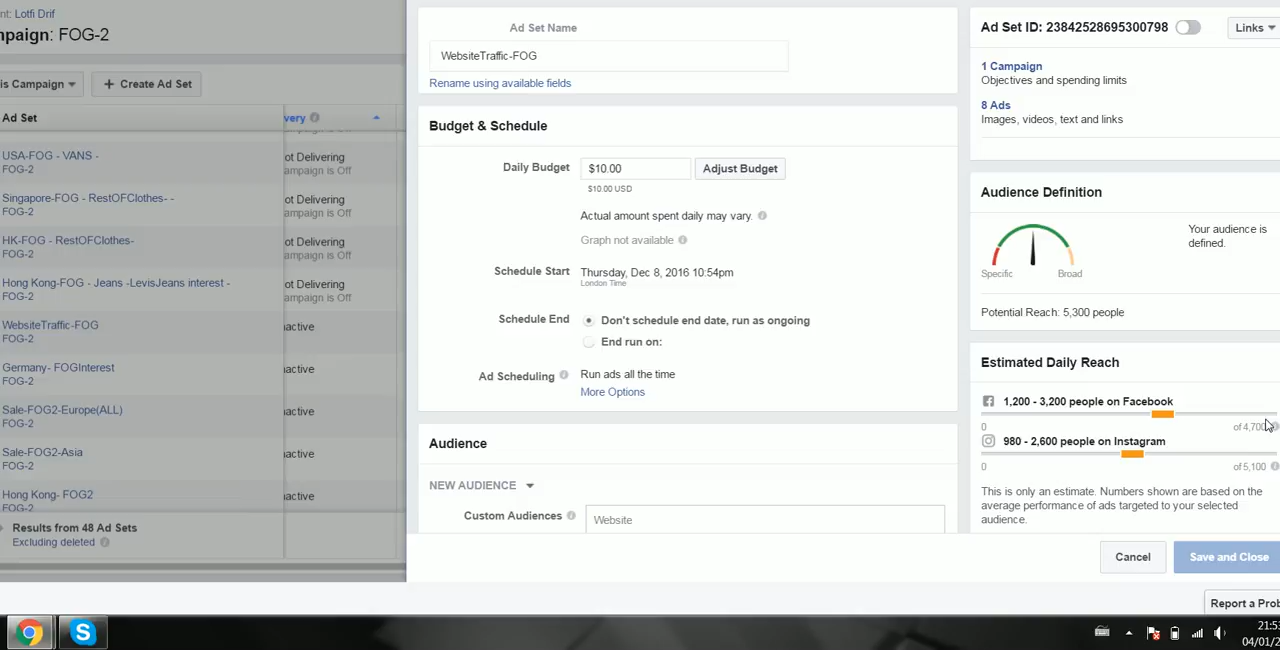 nt: Lotfi Drif
npaign: FOG-2
is Campaign
+ Create Ad Set
Ad Set
very
USA-FOG - VANS -
FOG-2
ot Delivering
ampaign is Off
Singapore-FOG - RestOFClothes- -
FOG-2
ot Delivering
ampaign is Off
HK-FOG - RestOFClothes-
FOG-2
ot Delivering
ampaign is Off
Hong Kong-FOG - Jeans -LevisJeans interest -
FOG-2
ot Delivering
ampaign is Off
WebsiteTraffic-FOG
FOG-2
active
Germany- FOGInterest
FOG-2
active
Sale-FOG2-Europe(ALL)
FOG-2
active
Sale-FOG2-Asia
FOG-2
active
Hong Kong- FOG2
FOG-2
active
Results from 48 Ad Sets
Excluding deleted
Ad Set Name
WebsiteTraffic-FOG
Rename using available fields
Budget & Schedule
Daily Budget
$10.00
Adjust Budget
$10.00 USD
Actual amount spent daily may vary.
Graph not available
Schedule Start
Thursday, Dec 8, 2016 10:54pm
London Time
Schedule End
Don't schedule end date, run as ongoing
End run on:
Ad Scheduling
Run ads all the time
More Options
Audience
NEW AUDIENCE
Custom Audiences
Website
Ad Set ID: 23842528695300798
Links
1 Campaign
Objectives and spending limits
8 Ads
Images, videos, text and links
Audience Definition
Your audience is
defined.
Specific
Broad
Potential Reach: 5,300 people
Estimated Daily Reach
1,200 - 3,200 people on Facebook
0
of 4,700
980 - 2,600 people on Instagram
0
of 5,100
This is only an estimate. Numbers shown are based on the
average performance of ads targeted to your selected
audience.
Cancel
Save and Close
Report a Prob
21:53
04/01/2